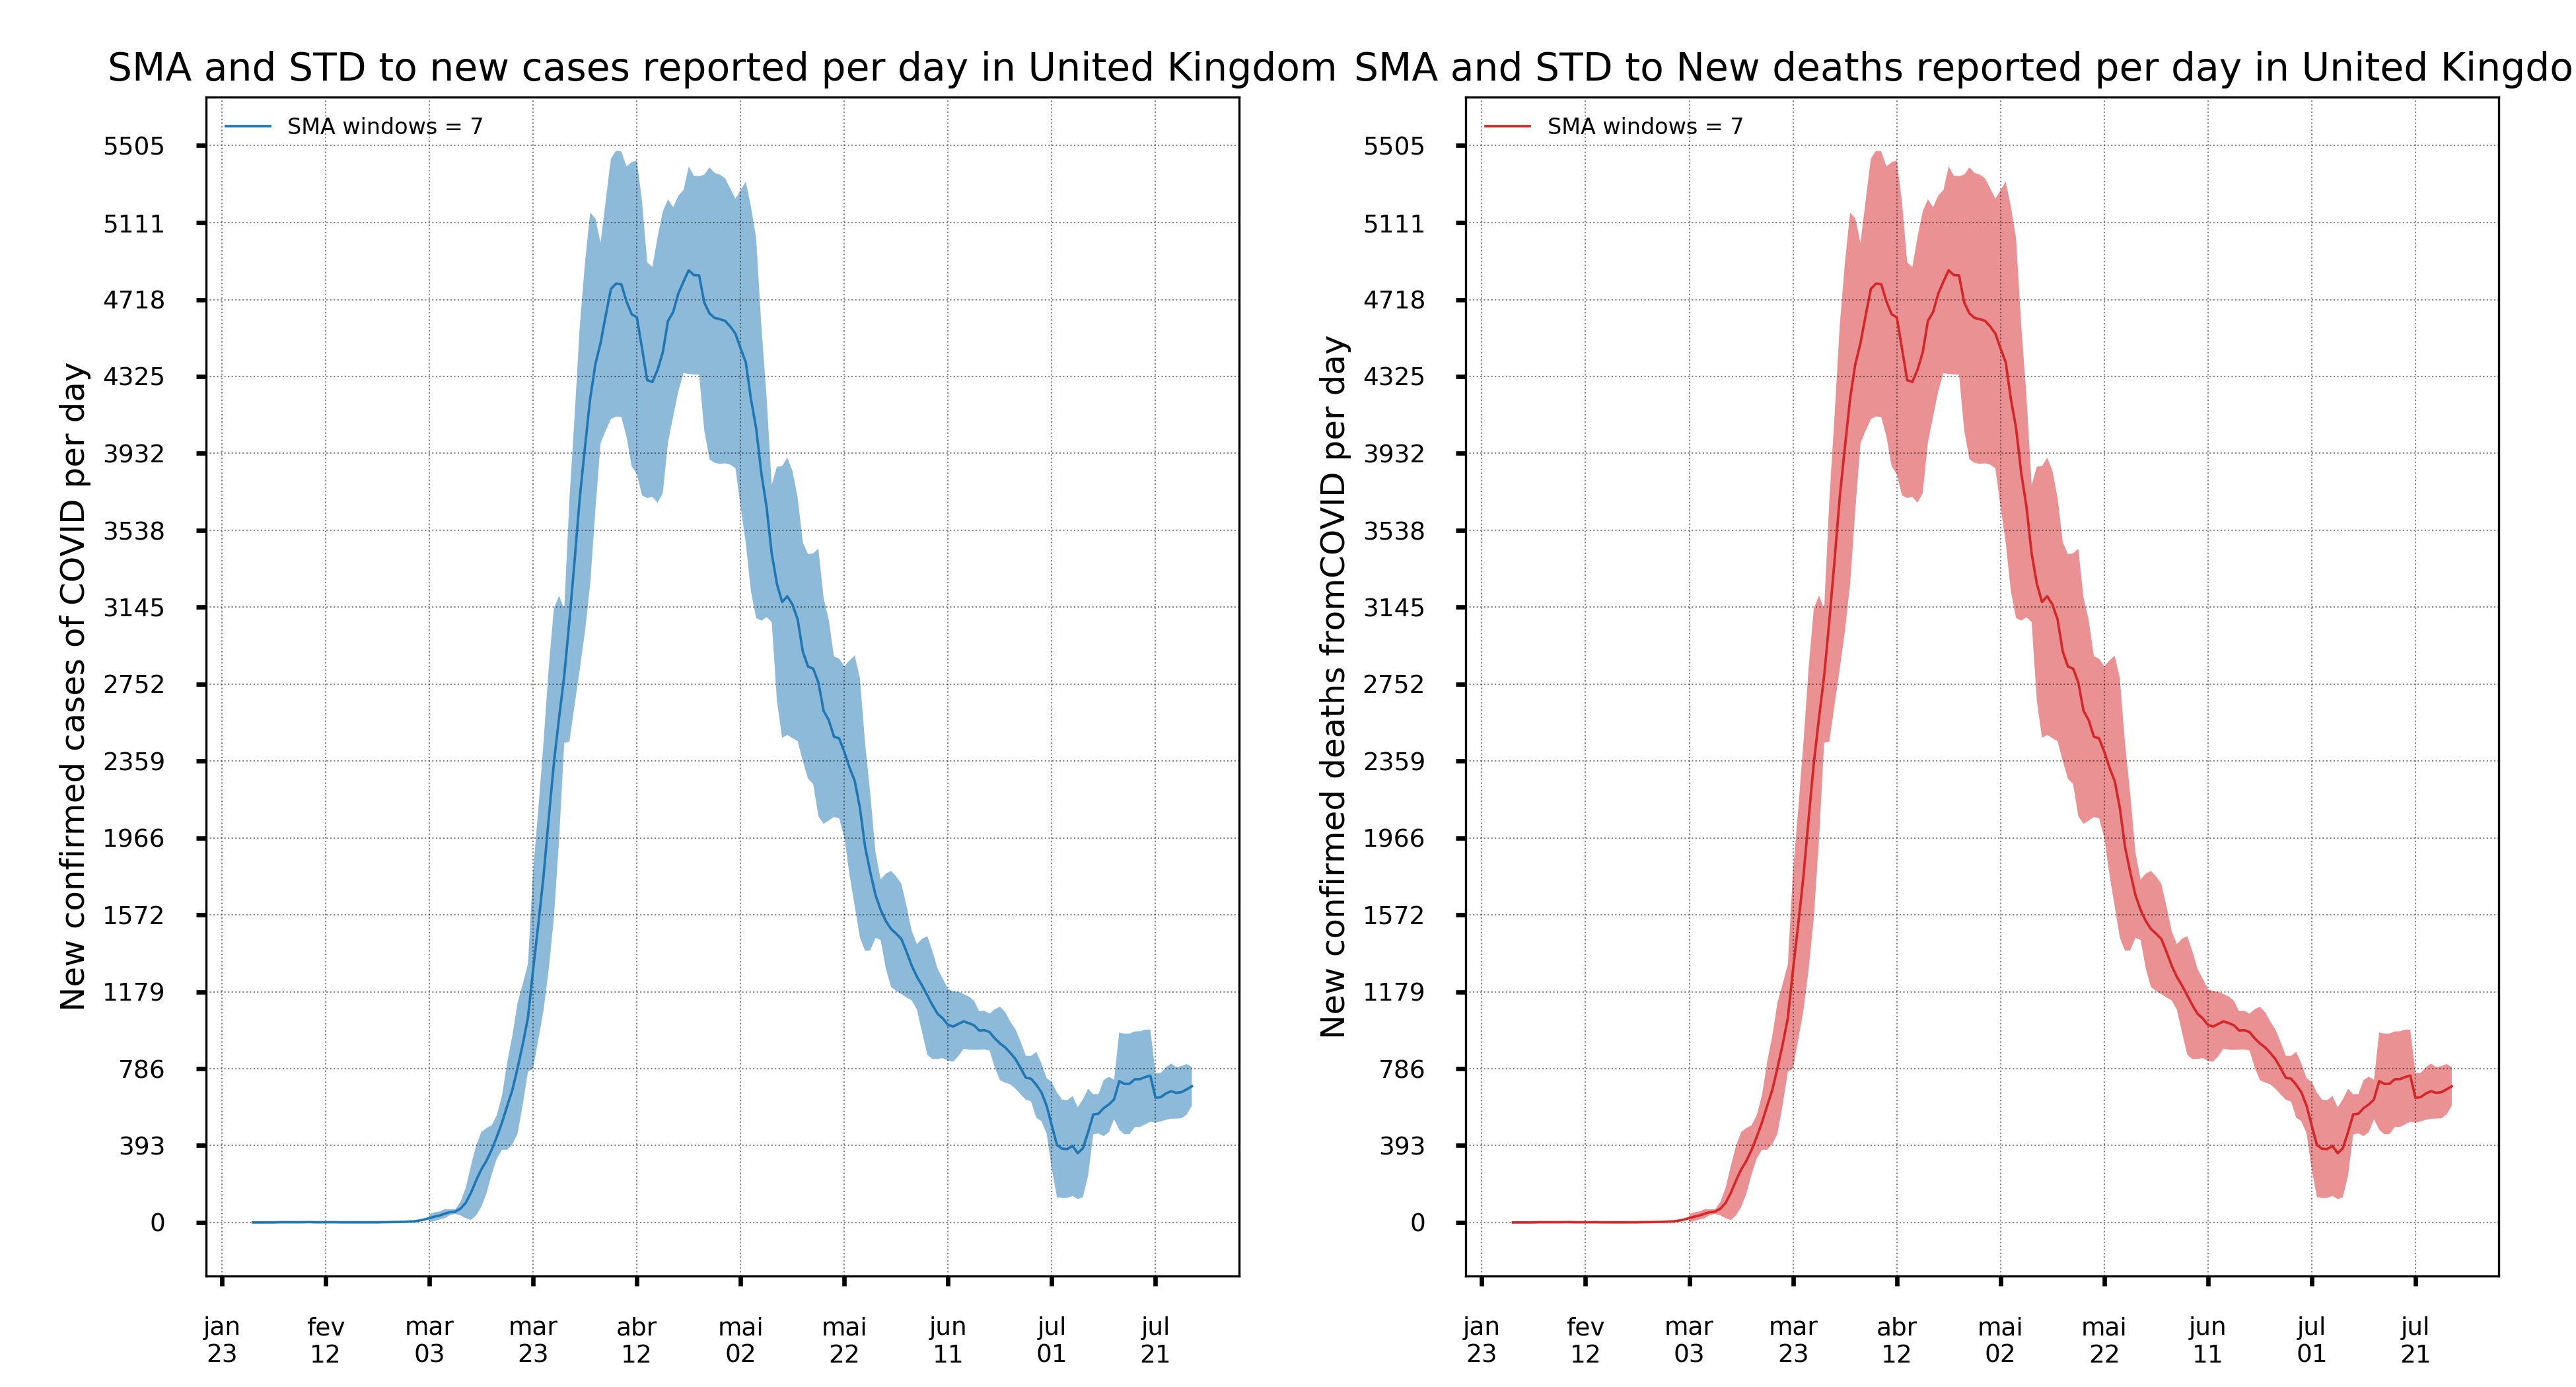 SMA and STD to new cases reported per day in United Kingdom
SMA windows = 7
New confirmed cases of COVID per day
5505
5111
4718
4325
3932
3538
3145
2752
2359
1966
1572
1179
786
393
0
jan 23
fev 12
mar 03
mar 23
abr 12
mai 02
mai 22
jun 11
jul 01
jul 21
SMA and STD to New deaths reported per day in United Kingdo
SMA windows = 7
New confirmed deaths fromCOVID per day
5505
5111
4718
4325
3932
3538
3145
2752
2359
1966
1572
1179
786
393
0
jan 23
fev 12
mar 03
mar 23
abr 12
mai 02
mai 22
jun 11
jul 01
jul 21